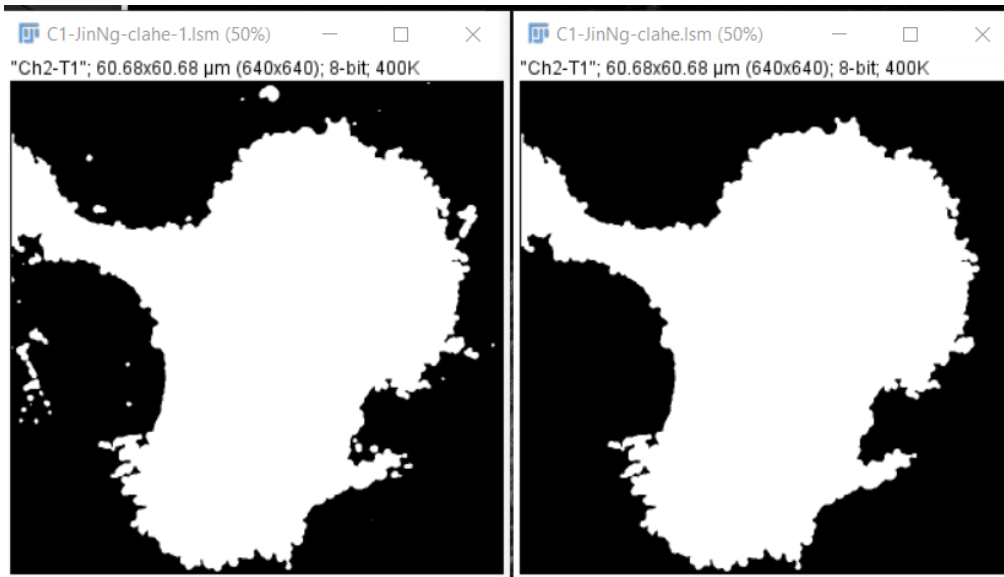 C1-JinNg-clahe-1.lsm (50%)
"Ch2-T1"; 60.68x60.68 µm (640x640); 8-bit; 400K
C1-JinNg-clahe.lsm (50%)
"Ch2-T1"; 60.68x60.68 µm (640x640); 8-bit; 400K